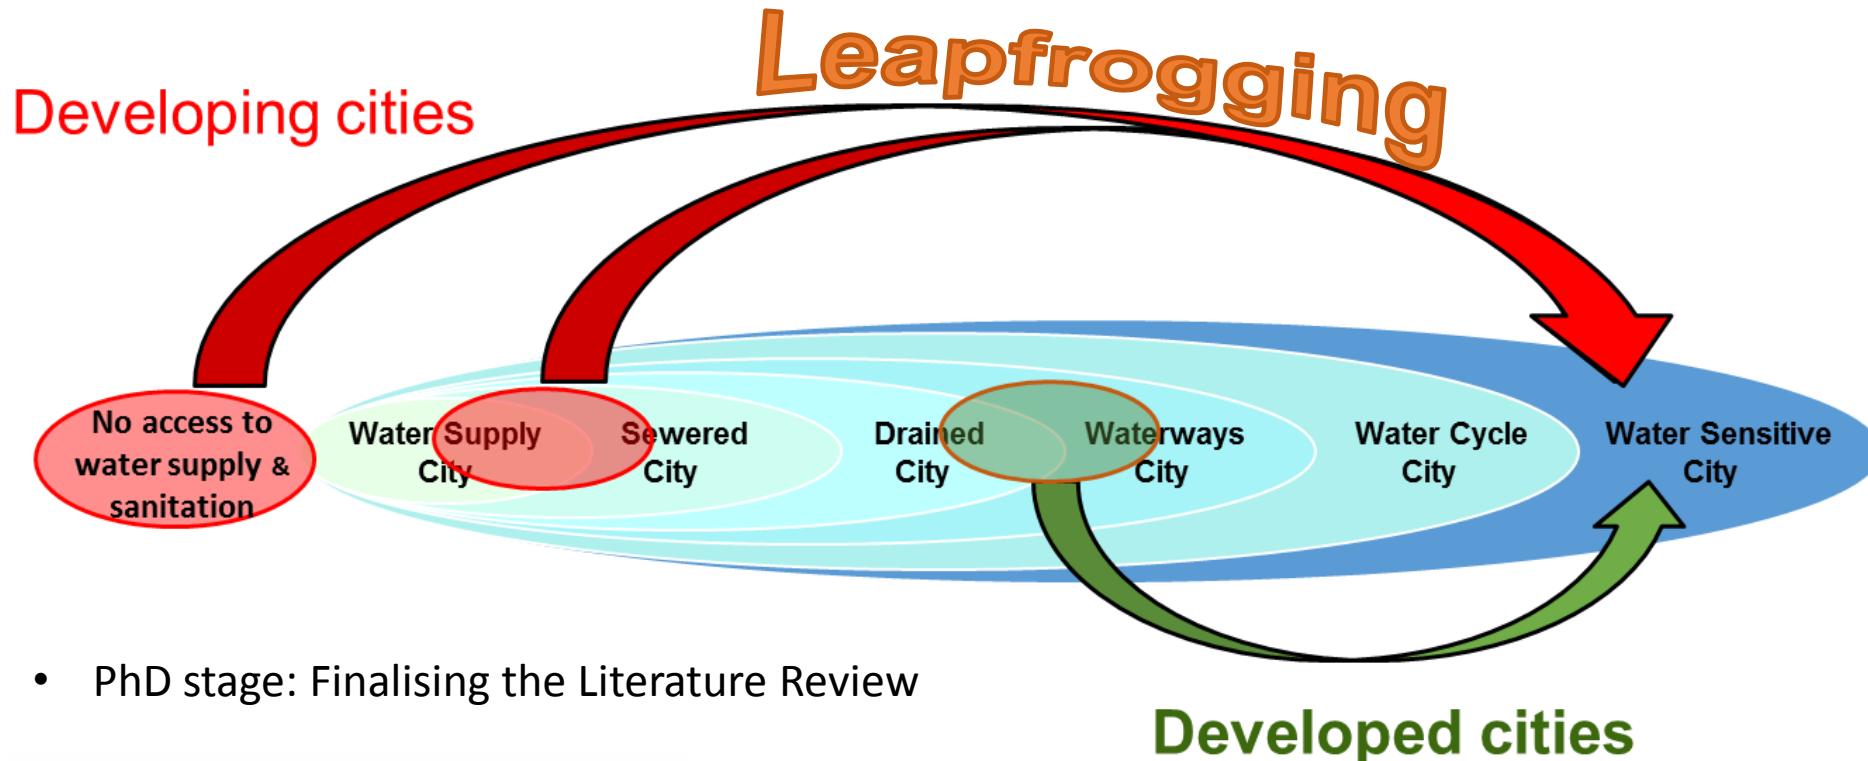 Leapfrogging
Developing cities
No access to
water supply &
sanitation
Water Supply
City
Sewered
City
Drained
City
Waterways
City
Water Cycle
City
Water Sensitive
City
• PhD stage: Finalising the Literature Review
Developed cities